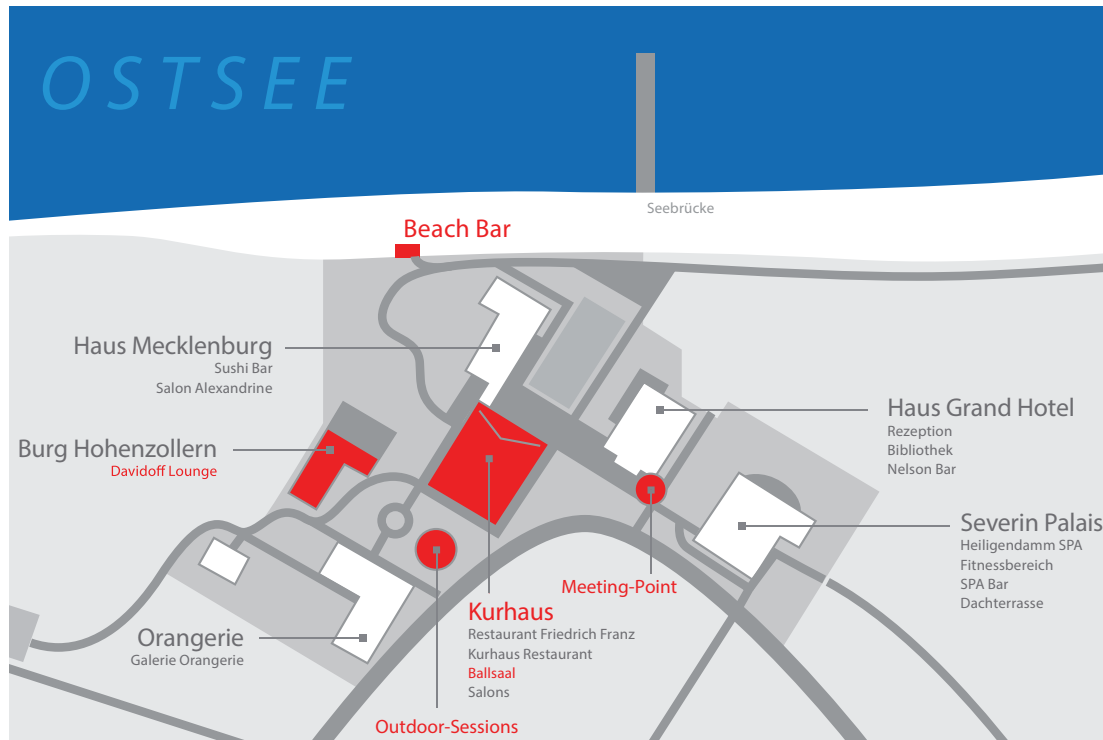 OSTSEE
Seebrücke
Beach Bar
Haus Mecklenburg
Sushi Bar
Salon Alexandrine
Burg Hohenzollern
Davidoff Lounge
Haus Grand Hotel
Rezeption
Bibliothek
Nelson Bar
Severin Palais
Heiligendamm SPA
Fitnessbereich
SPA Bar
Dachterrasse
Meeting-Point
Kurhaus
Restaurant Friedrich Franz
Kurhaus Restaurant
Ballsaal
Salons
Orangerie
Galerie Orangerie
Outdoor-Sessions